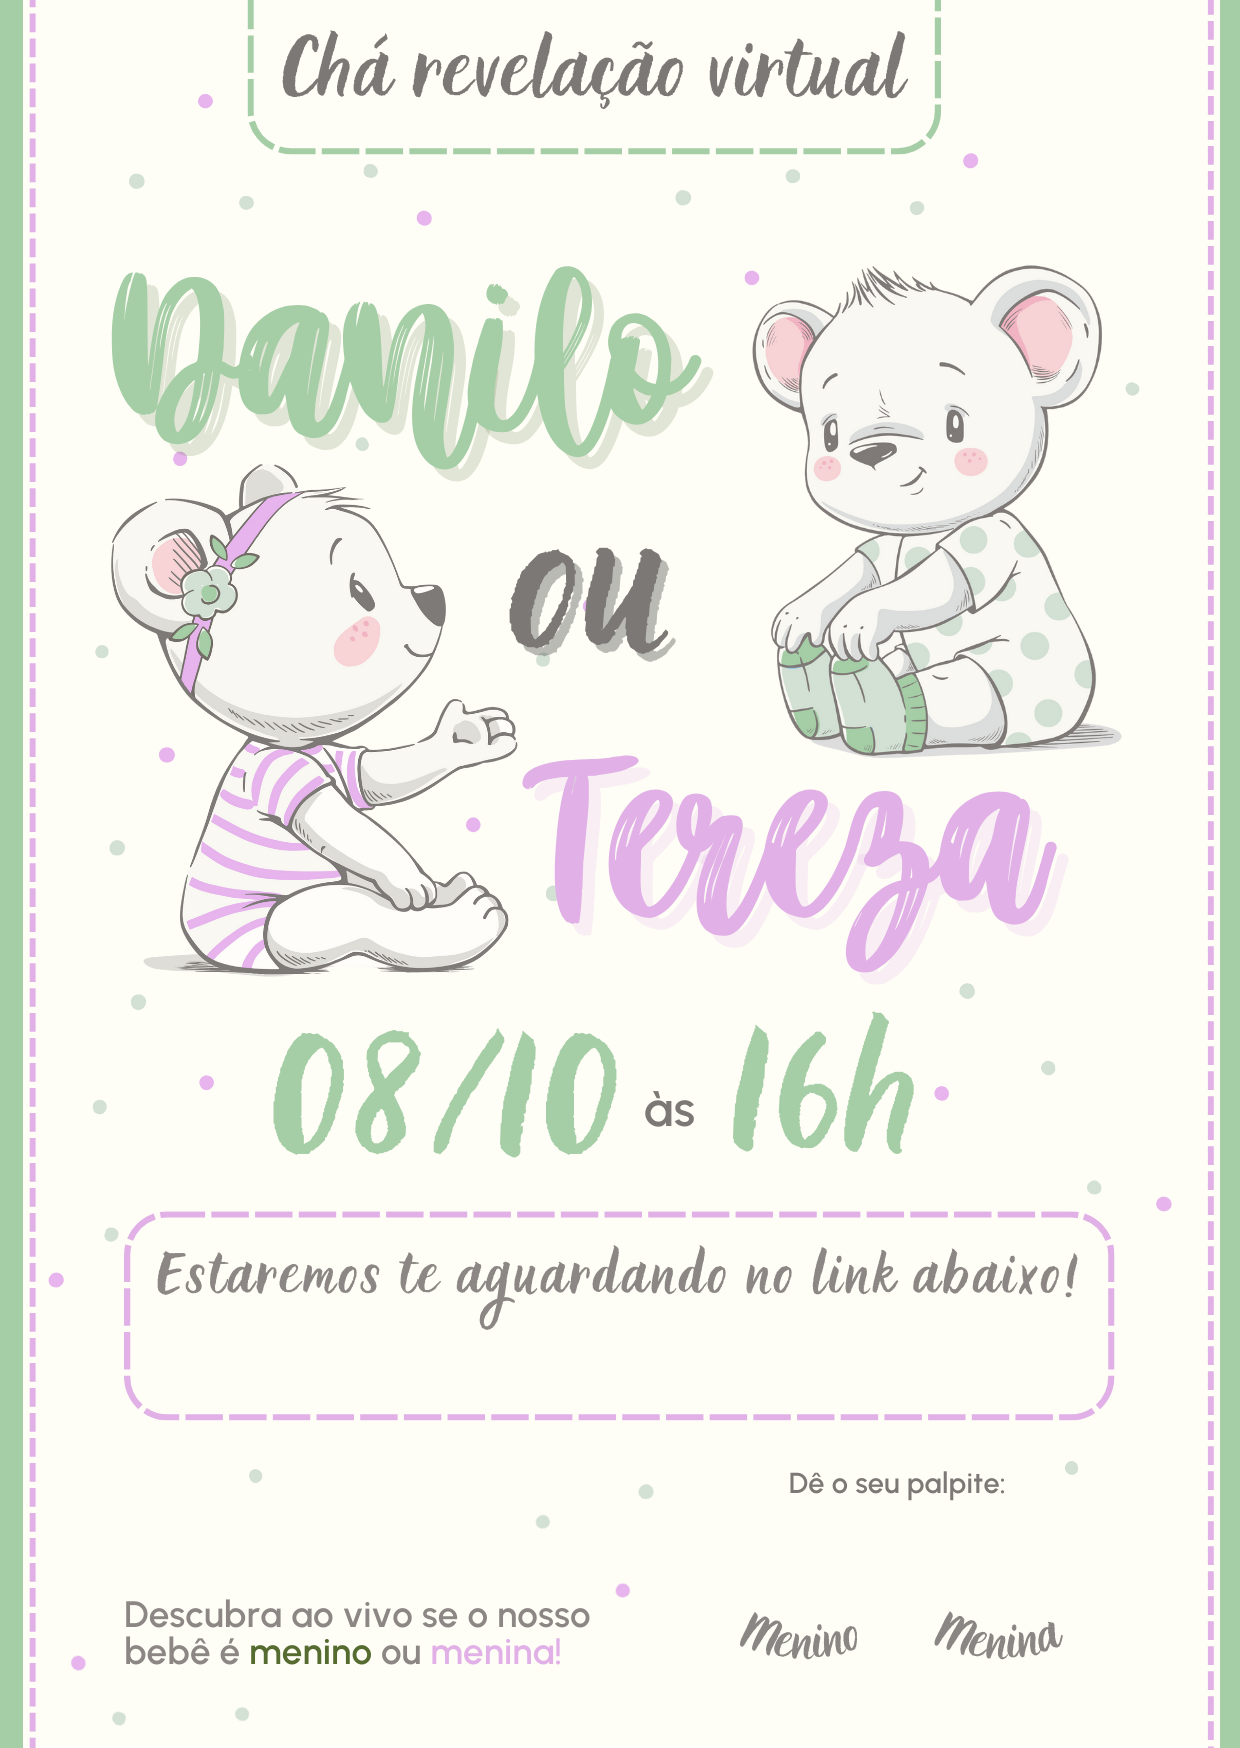 Chá revelação virtual
Danilo
ou
Tereza
08/10 às 16h
Estaremos te aguardando no link abaixo!
Dê o seu palpite:
Descubra ao vivo se o nosso
bebê é menino ou menina!
Menino Menina